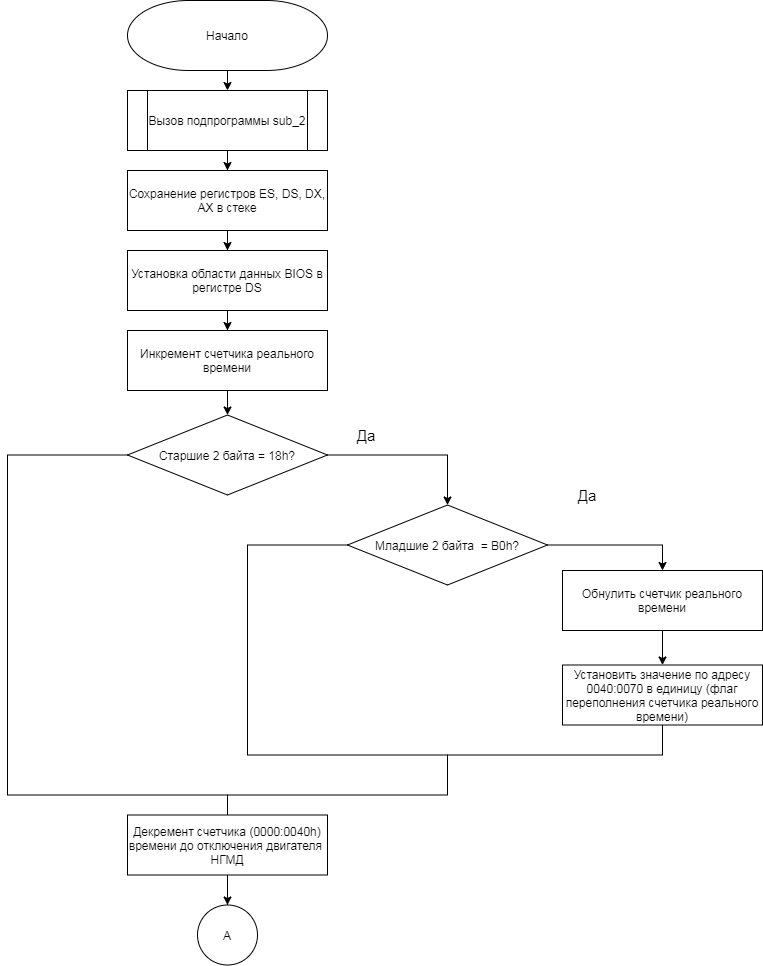 Начало
Вызов подпрограммы sub_2
Сохранение регистров ES, DS, DX,
AX в стеке
Установка области данных BIOS в
регистре DS
Инкремент счетчика реального
времени
Старшие 2 байта = 18h?
Да
Младшие 2 байта = B0h?
Да
Обнулить счетчик реального
времени
Установить значение по адресу
0040:0070 в единицу (флаг
переполнения счетчика реального
времени)
Декремент счетчика (0000:0040h)
времени до отключения двигателя
НГМД
А